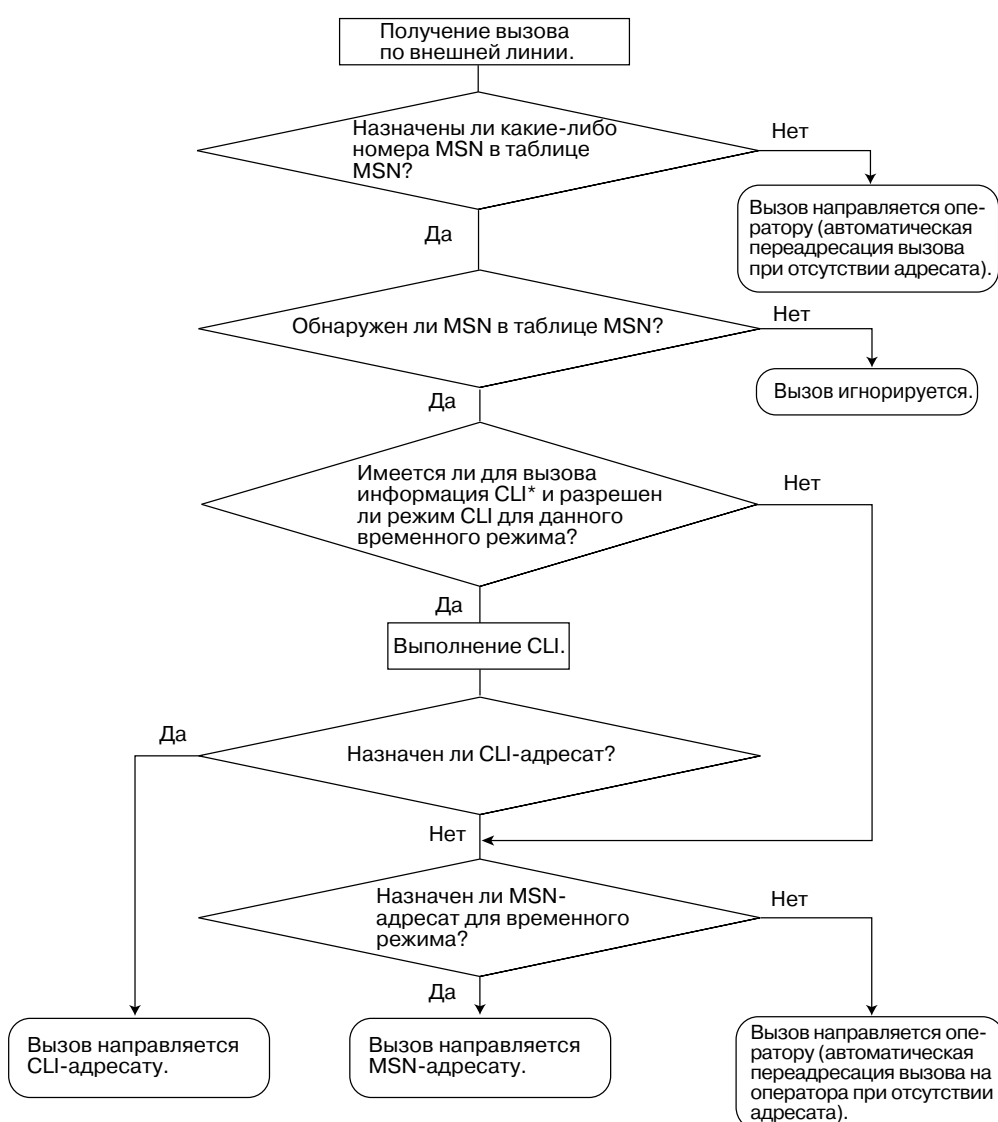 Получение вызова
по внешней линии.
Назначены ли какие-либо
номера MSN в таблице
MSN?
Нет
Вызов направляется опе-
ратору (автоматическая
переадресация вызова
при отсутствии адресата).
Да
Обнаружен ли MSN в таблице MSN?
Нет
Вызов игнорируется.
Да
Имеется ли для вызова
информация CLI* и разрешен
ли режим CLI для данного
временного режима?
Нет
Да
Выполнение CLI.
Да
Назначен ли CLI-адресат?
Нет
Назначен ли MSN-
адресат для временного
режима?
Нет
Да
Вызов направляется
CLI-адресату.
Вызов направляется
MSN-адресату.
Вызов направляется опе-
ратору (автоматическая
переадресация вызова на
оператора при отсутствии
адресата).